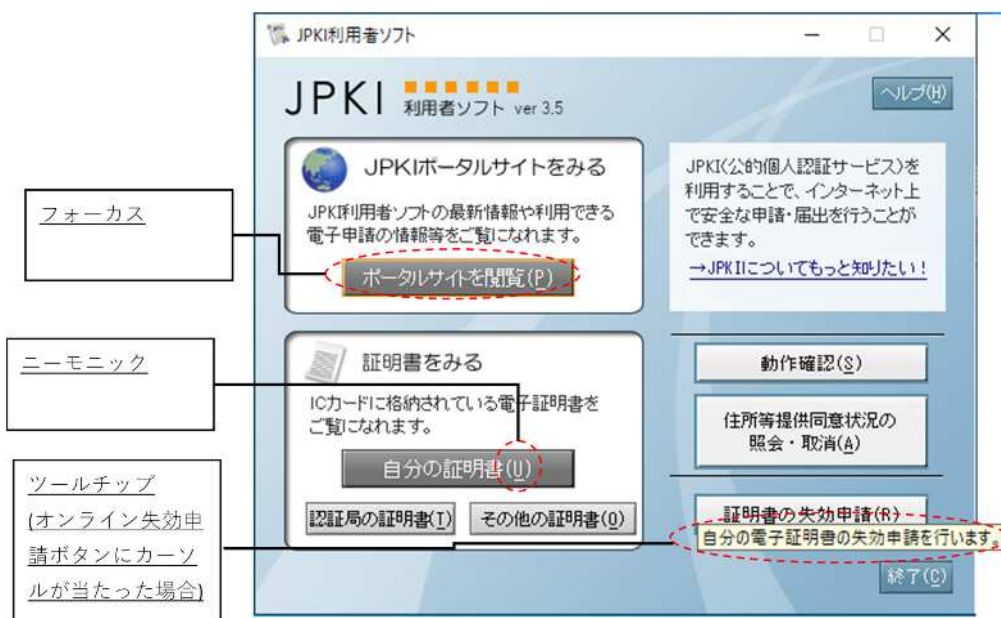 JPKI利用者ソフト
JPKI
利用者ソフト ver 3.5
ヘルプ(H)
JPKIポータルサイトをみる
JPKI利用者ソフトの最新情報や利用できる
電子申請の情報等をご覧になれます。
ポータルサイトを閲覧(P)
JPKI(公的個人認証サービス)を
利用することで、インターネット上
で安全な申請・届出を行うことが
できます。
→JPKIについてもっと知りたい!
フォーカス
ニーモニック
証明書をみる
ICカードに格納されている電子証明書を
ご覧になれます。
自分の証明書(U)
認証局の証明書(T)
その他の証明書(O)
動作確認(S)
住所等提供同意状況の
照会・取消(A)
証明書の失効申請(R)
自分の電子証明書の失効申請を行います。
終了(C)
ツールチップ
(オンライン失効申
請ボタンにカーソ
ルが当たった場合)